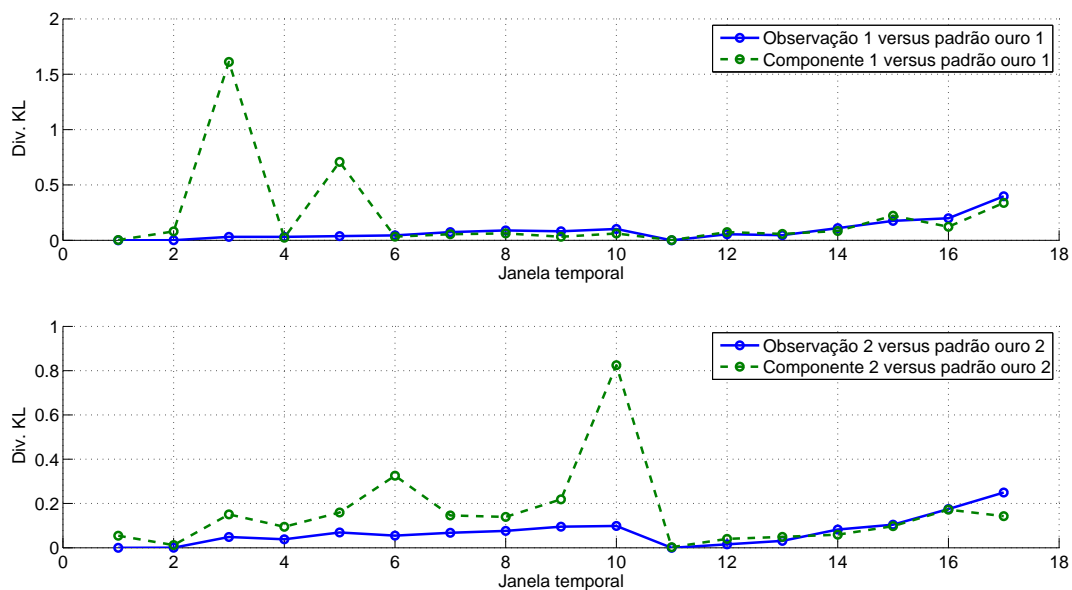 2
1.5
1
0.5
0
Div. KL
Observação 1 versus padrão ouro 1
Componente 1 versus padrão ouro 1
0 2 4 6 8 10 12 14 16 18
Janela temporal
1
0.8
0.6
0.4
0.2
0
Div. KL
Observação 2 versus padrão ouro 2
Componente 2 versus padrão ouro 2
0 2 4 6 8 10 12 14 16 18
Janela temporal